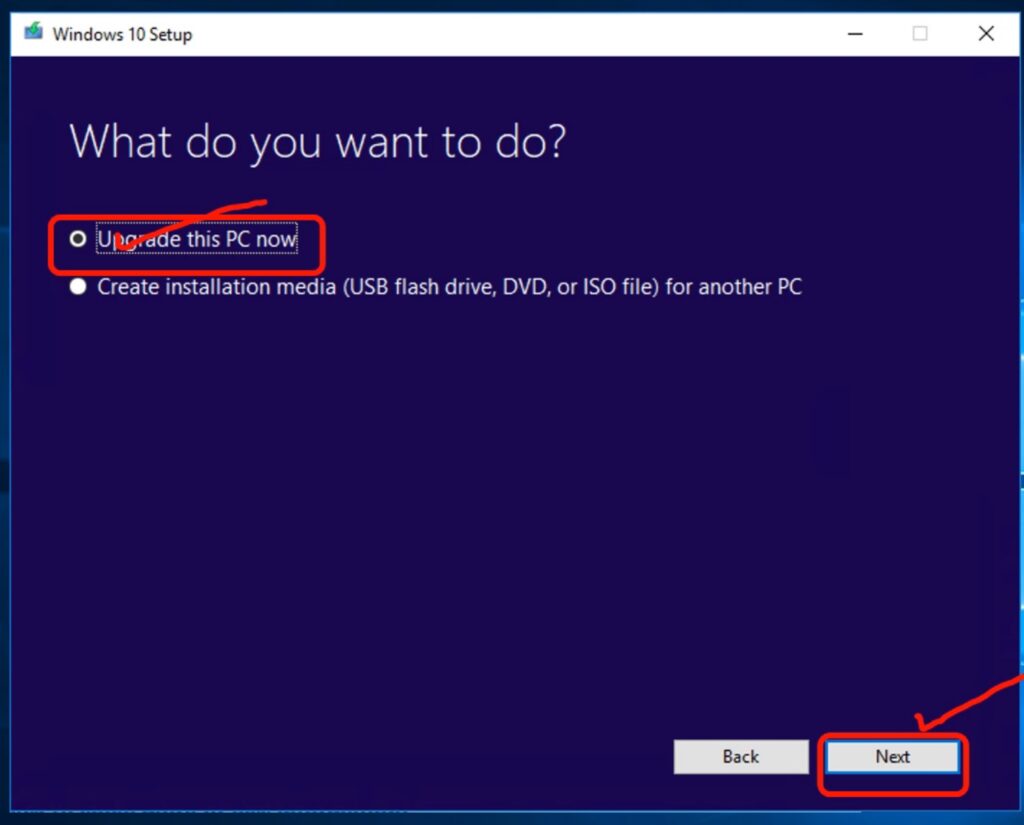 Windows 10 Setup
What do you want to do?
Upgrade this PC now
Create installation media (USB flash drive, DVD, or ISO file) for another PC
Back
Next